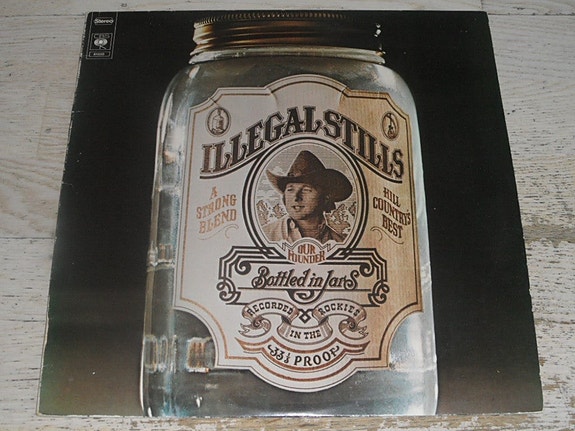 Stereo
CBS
ILLEGAL STILLS
A
STRONG
BLEND
HILL
COUNTRY'S
BEST
OUR
FOUNDER
Bottled in Jars
RECORDED
IN THE
ROCKIES
33⅓ PROOF